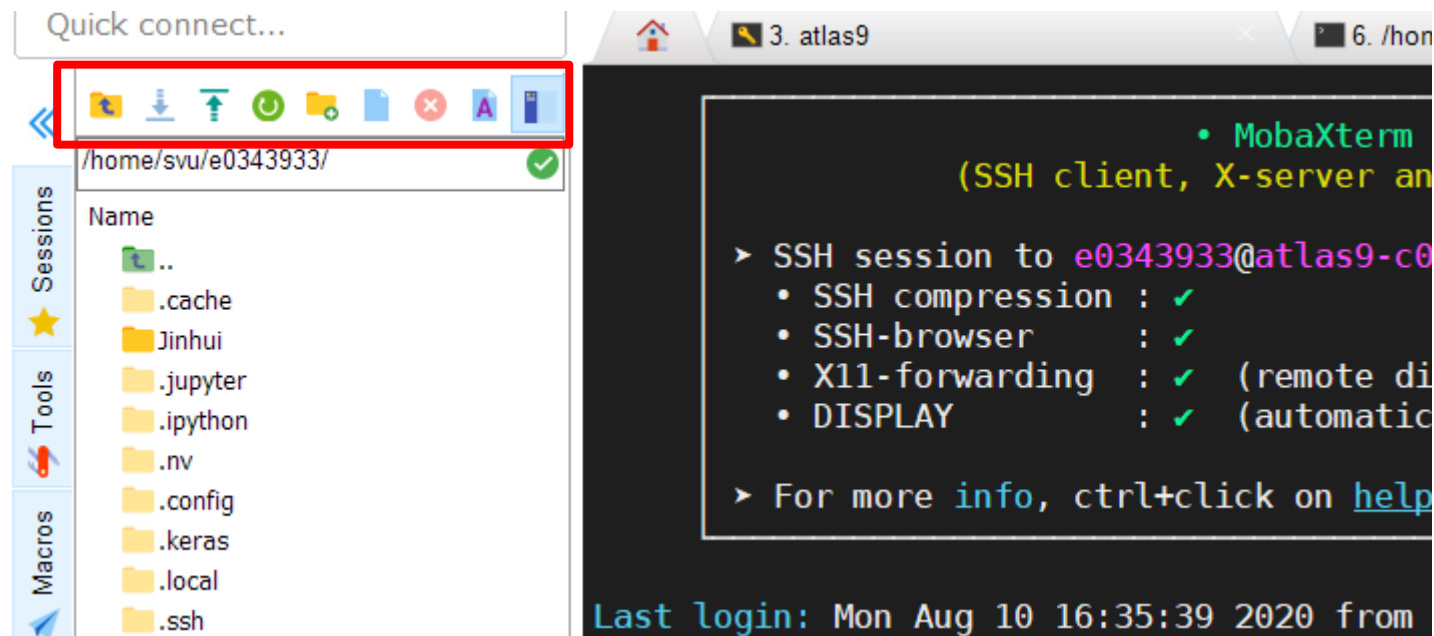 Quick connect...
3. atlas9
6. /hom
/home/svu/e0343933/
Name
..
.cache
Jinhui
.jupyter
.ipython
.nv
.config
.keras
.local
.ssh
Sessions
Tools
Macros
• MobaXterm
(SSH client, X-server an
➤ SSH session to e0343933@atlas9-c0
• SSH compression : ✔
• SSH-browser : ✔
• X11-forwarding : ✔ (remote di
• DISPLAY : ✔ (automatic
➤ For more info, ctrl+click on help
Last login: Mon Aug 10 16:35:39 2020 from